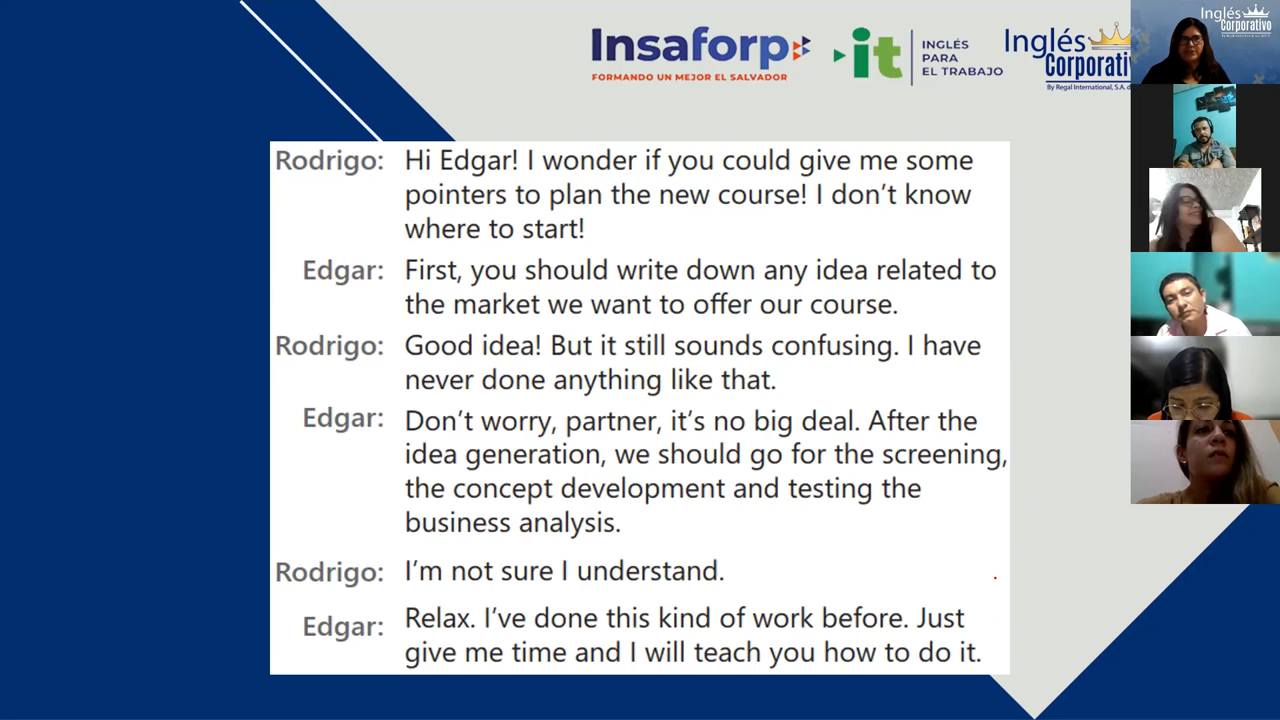 Insaforp
FORMANDO UN MEJOR EL SALVADOR
it
INGLÉS
PARA
EL TRABAJO
Inglés
Corporativ
By Regal International, S.A. d
Inglés
Corporativo
Rodrigo: Hi Edgar! I wonder if you could give me some
pointers to plan the new course! I don't know
where to start!
Edgar: First, you should write down any idea related to
the market we want to offer our course.
Rodrigo: Good idea! But it still sounds confusing. I have
never done anything like that.
Edgar: Don't worry, partner, it's no big deal. After the
idea generation, we should go for the screening,
the concept development and testing the
business analysis.
Rodrigo: I'm not sure I understand.
Edgar: Relax. I've done this kind of work before. Just
give me time and I will teach you how to do it.